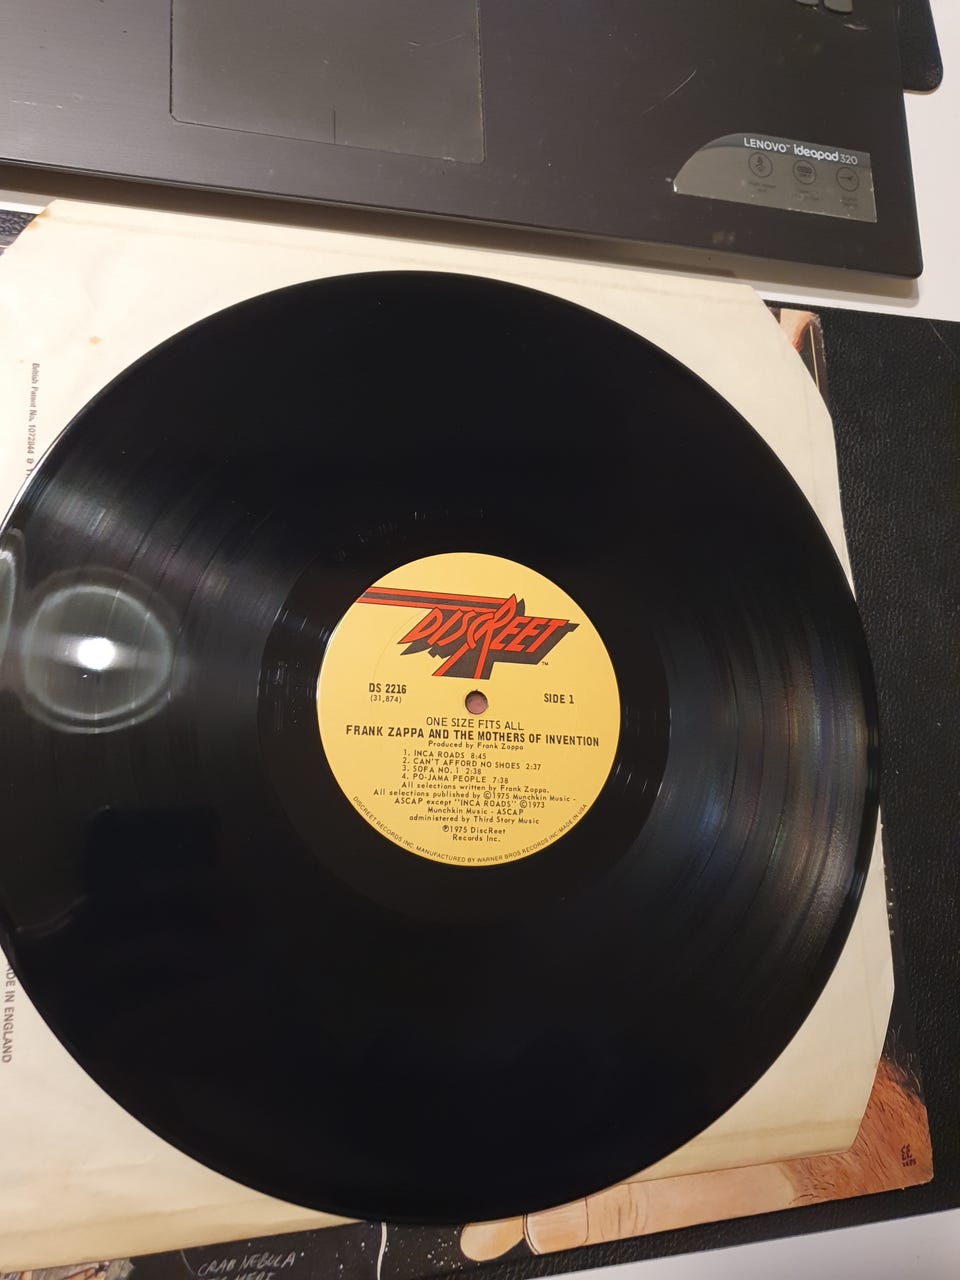 LENOVO™ ideapad 320
British Patent No. 1072844 &
DISCREET
™
DS 2216
(31,874)
SIDE 1
ONE SIZE FITS ALL
FRANK ZAPPA AND THE MOTHERS OF INVENTION
Produced by Frank Zappa
1. INCA ROADS 8:45
2. CAN'T AFFORD NO SHOES 2:37
3. SOFA NO. 1 2:38
4. PO-JAMA PEOPLE 7:38
All selections written by Frank Zappa.
All selections published by ©1975 Munchkin Music -
ASCAP except "INCA ROADS" ©1973
Munchkin Music - ASCAP
administered by Third Story Music
℗1975 DiscReet
Records Inc.
DISCREET RECORDS INC. MANUFACTURED BY WARNER BROS. RECORDS INC. MADE IN USA
ADE IN ENGLAND
CRAB NEBULA